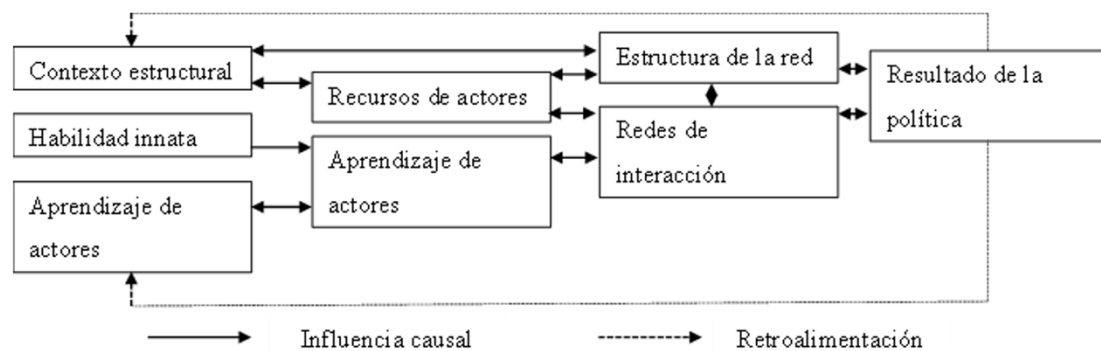 Contexto estructural
Habilidad innata
Aprendizaje de
actores
Recursos de actores
Aprendizaje de
actores
Estructura de la red
Redes de
interacción
Resultado de la
política
Influencia causal
Retroalimentación